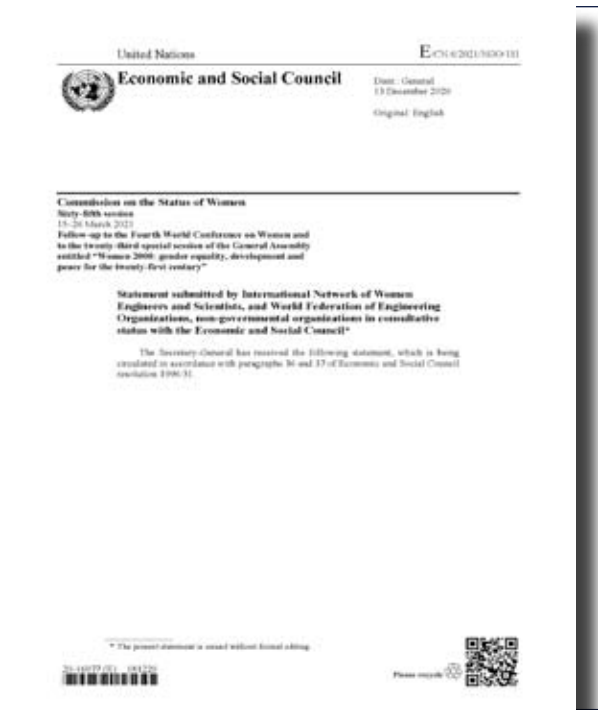 United Nations
Economic and Social Council
Distr.: General
Original: English
Commission on the Status of Women
Sixty-fifth session
15–26 March 2021
Follow-up to the Fourth World Conference on Women and
to the twenty-third special session of the General Assembly
entitled “Women 2000: gender equality, development and
peace for the twenty-first century”
Statement submitted by International Network of Women
Engineers and Scientists, and World Federation of Engineering
Organizations, non-governmental organizations in consultative
status with the Economic and Social Council*
The Secretary-General has received the following statement, which is being
circulated in accordance with paragraphs 36 and 37 of Economic and Social Council
resolution 1996/31.
* The present statement is issued without formal editing.
Please recycle